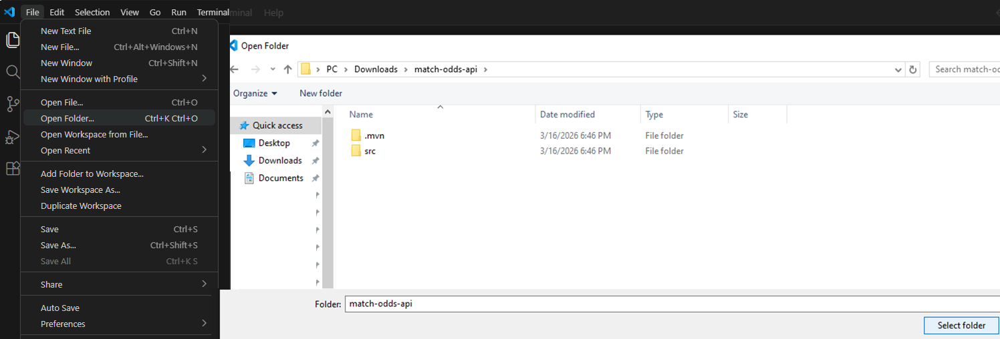 File Edit Selection View Go Run Terminal minal Help
New Text File Ctrl+N
New File... Ctrl+Alt+Windows+N
New Window Ctrl+Shift+N
New Window with Profile
Open File... Ctrl+O
Open Folder... Ctrl+K Ctrl+O
Open Workspace from File...
Open Recent
Add Folder to Workspace...
Save Workspace As...
Duplicate Workspace
Save Ctrl+S
Save As... Ctrl+Shift+S
Save All Ctrl+K S
Share
Auto Save
Preferences
Open Folder
PC Downloads match-odds-api
Search match-o
Organize New folder
Quick access
Desktop
Downloads
Documents
Name Date modified Type Size
.mvn 3/16/2026 6:46 PM File folder
src 3/16/2026 6:46 PM File folder
Folder: match-odds-api
Select folder